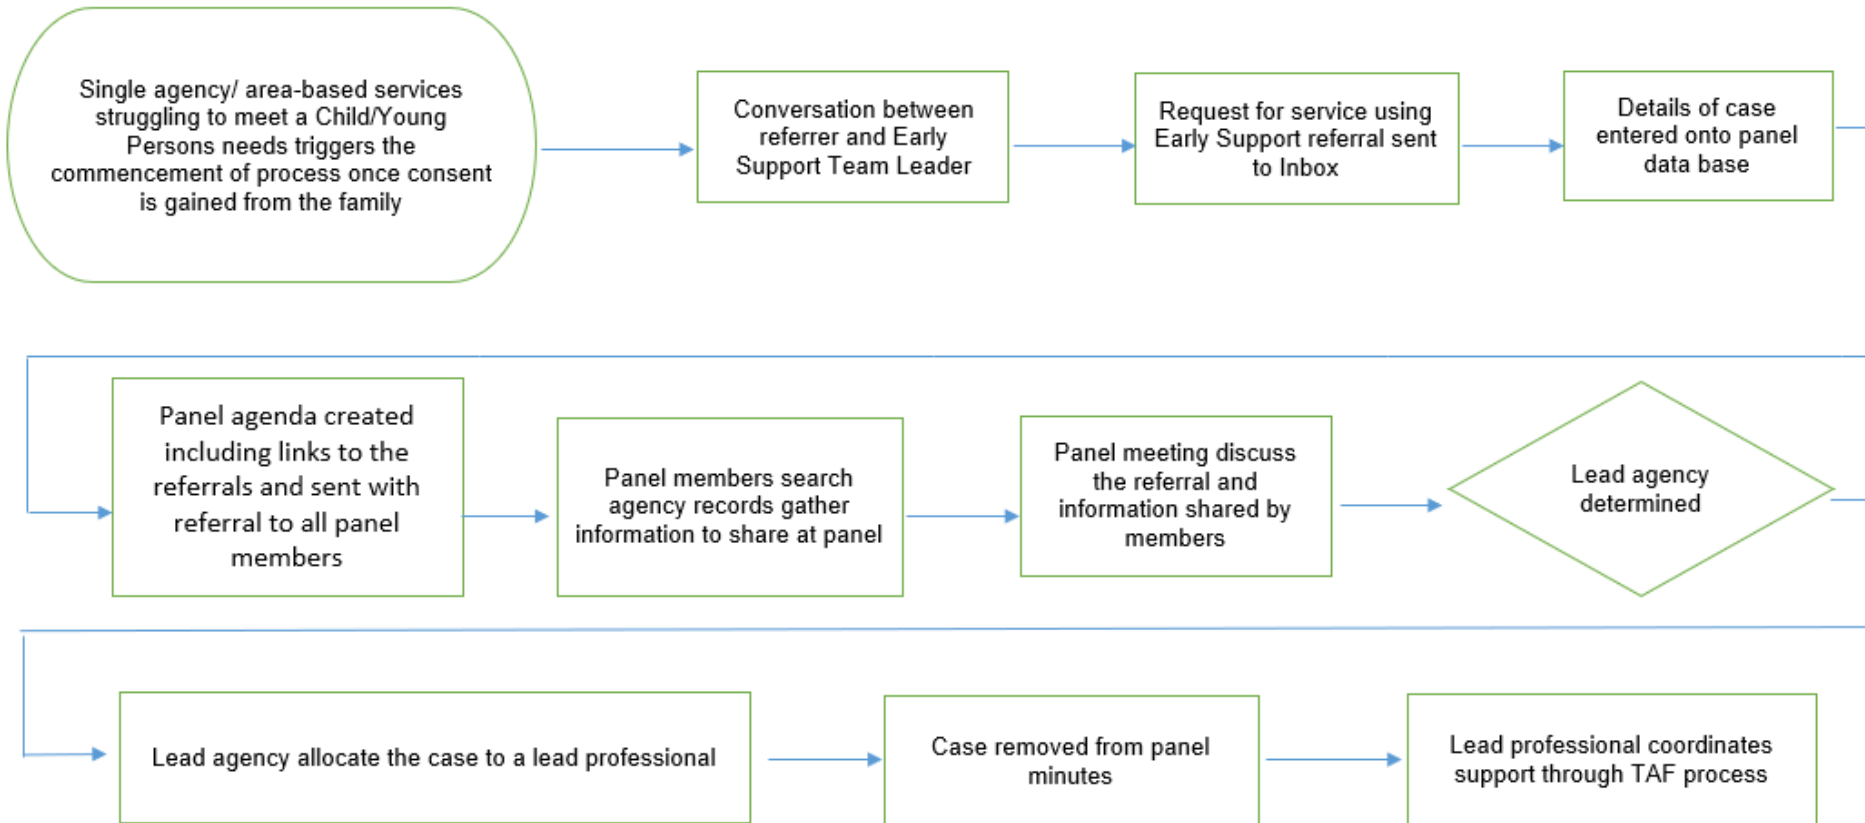 Single agency/ area-based services
struggling to meet a Child/Young
Persons needs triggers the
commencement of process once consent
is gained from the family
Conversation between
referrer and Early
Support Team Leader
Request for service using
Early Support referral sent
to Inbox
Details of case
entered onto panel
data base
Panel agenda created
including links to the
referrals and sent with
referral to all panel
members
Panel members search
agency records gather
information to share at panel
Panel meeting discuss
the referral and
information shared by
members
Lead agency
determined
Lead agency allocate the case to a lead professional
Case removed from panel
minutes
Lead professional coordinates
support through TAF process